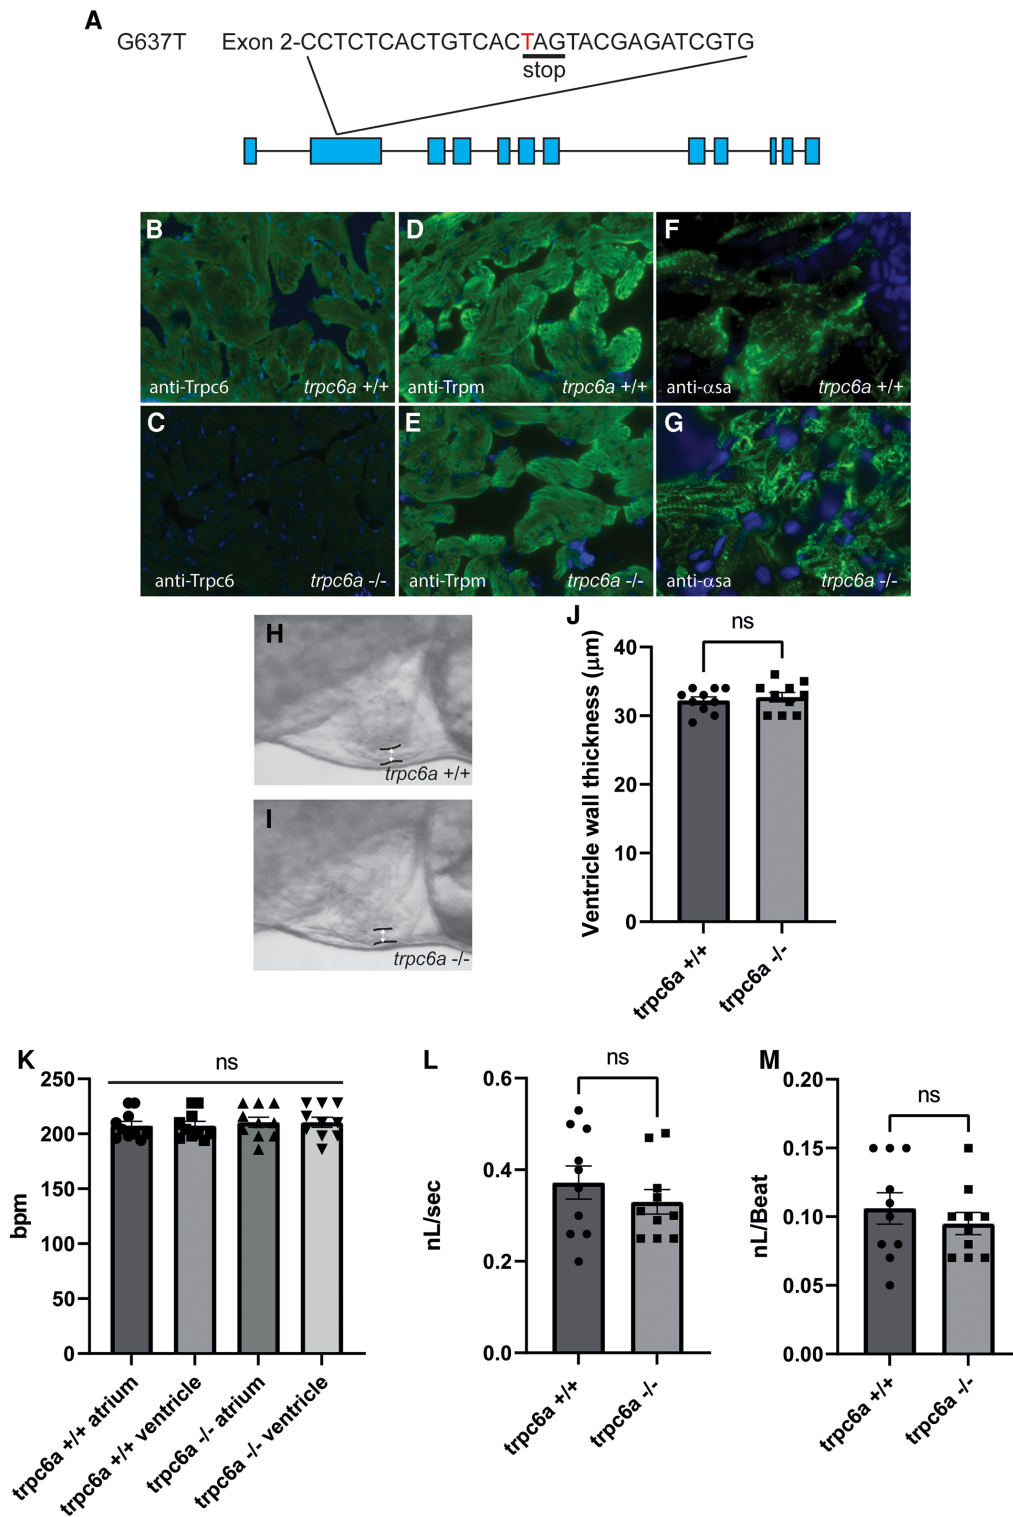 A
G637T Exon 2-CCTCTCACTGTCACTAGTACGAGATCGTG
stop
B
anti-Trpc6 trpc6a +/+
D
anti-Trpm trpc6a +/+
F
anti-αsa trpc6a +/+
C
anti-Trpc6 trpc6a -/-
E
anti-Trpm trpc6a -/-
G
anti-αsa trpc6a -/-
H
trpc6a +/+
I
trpc6a -/-
J
ns
Ventricle wall thickness (μm)
40
30
20
10
0
trpc6a +/+
trpc6a -/-
K
ns
bpm
250
200
150
100
50
0
trpc6a +/+ atrium
trpc6a +/+ ventricle
trpc6a -/- atrium
trpc6a -/- ventricle
L
ns
nL/sec
0.6
0.4
0.2
0.0
trpc6a +/+
trpc6a -/-
M
ns
nL/Beat
0.20
0.15
0.10
0.05
0.00
trpc6a +/+
trpc6a -/-